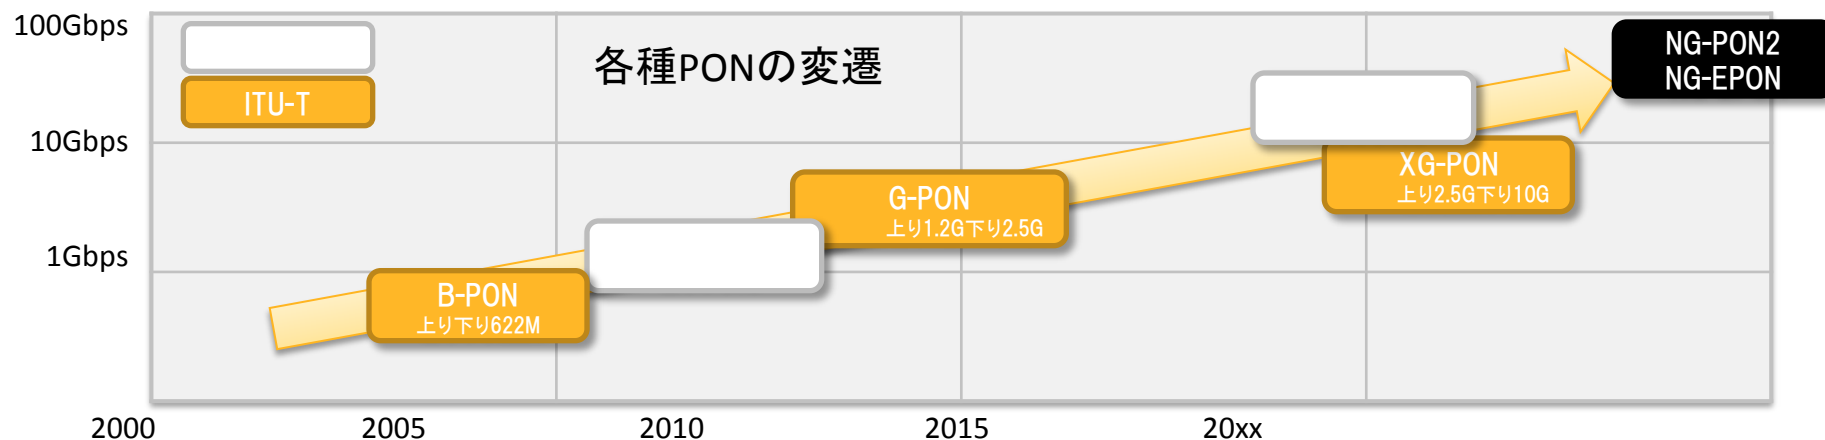 100Gbps
各種PONの変遷
NG-PON2
NG-EPON
ITU-T
10Gbps
XG-PON
上り2.5G下り10G
G-PON
上り1.2G下り2.5G
1Gbps
B-PON
上り下り622M
2000
2005
2010
2015
20xx